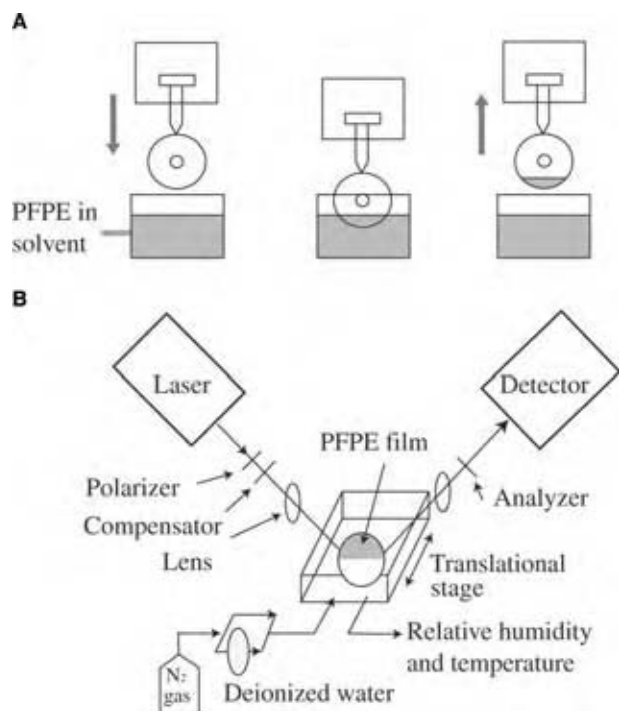 A
PFPE in
solvent
B
Laser
Detector
PFPE film
Polarizer
Analyzer
Compensator
Lens
Translational
stage
Relative humidity
and temperature
N₂
gas
Deionized water